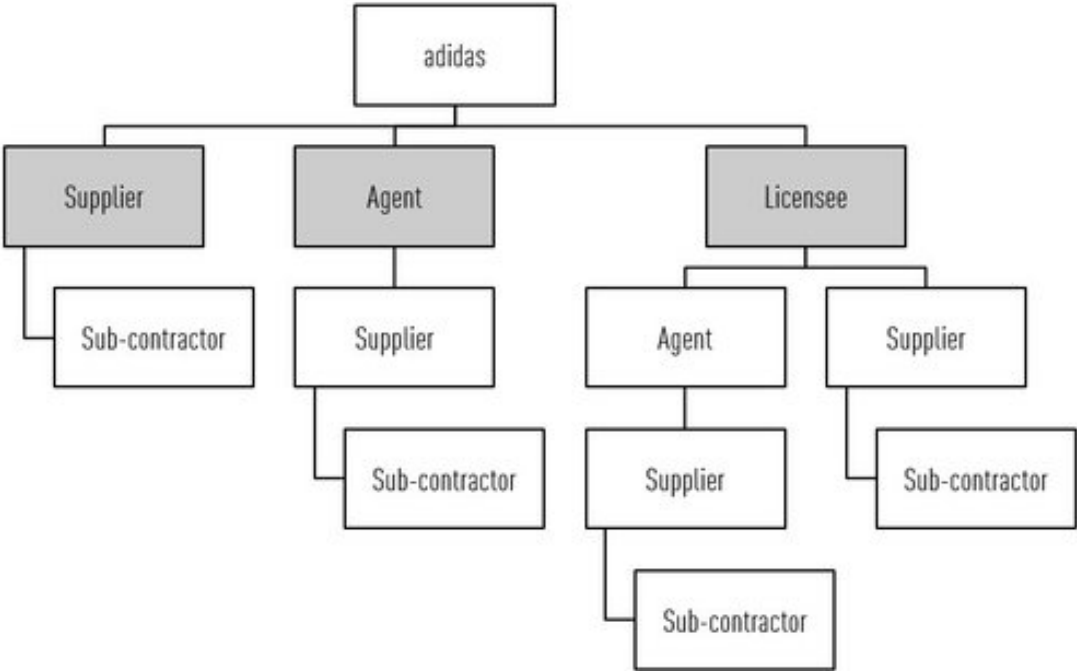 adidas
Supplier
Agent
Licensee
Sub-contractor
Supplier
Agent
Supplier
Sub-contractor
Supplier
Sub-contractor
Sub-contractor